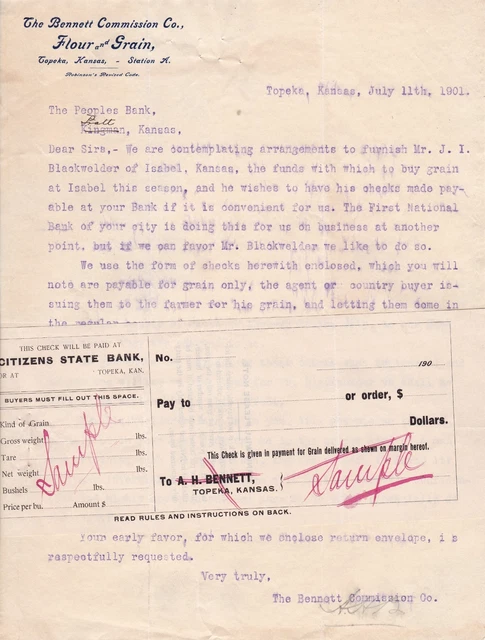 The Bennett Commission Co.,
Flour and Grain,
Topeka, Kansas, - Station A.
Robinson's Revised Code.
Topeka, Kansas, July 11th, 1901.
The Peoples Bank,
Pratt
Kingman, Kansas,
Dear Sirs,- We are contemplating arrangements to furnish Mr. J. I.
Blackwelder of Isabel, Kansas, the funds with which to buy grain
at Isabel this season, and he wishes to have his checks made pay-
able at your Bank if it is convenient for us. The First National
Bank of your city is doing this for us on business at another
point, but if we can favor Mr. Blackwelder we like to do so.
We use the form of checks herewith enclosed, which you will
note are payable for grain only, the agent or country buyer is-
suing them to the farmer for his grain, and letting them come in
the regular
THIS CHECK WILL BE PAID AT
CITIZENS STATE BANK,
OR AT TOPEKA, KAN.
BUYERS MUST FILL OUT THIS SPACE.
Kind of Grain
Gross weight lbs.
Tare lbs.
Net weight lbs.
Bushels lbs.
Price per bu. Amount $
Sample
No. 190
Pay to or order, $
Dollars.
This Check is given in payment for Grain delivered as shown on margin hereof.
To A. H. BENNETT,
TOPEKA, KANSAS.
Sample
READ RULES AND INSTRUCTIONS ON BACK.
Your early favor, for which we enclose return envelope, is
respectfully requested.
Very truly,
The Bennett Commission Co.